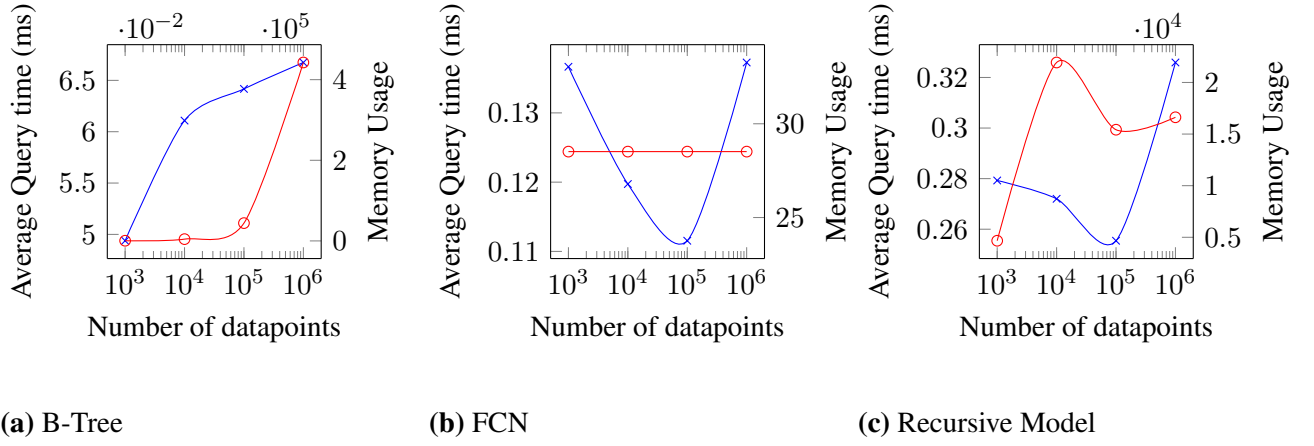 ·10⁻² ·10⁵
Average Query time (ms)
6.5
6
5.5
5
4
2
0
Memory Usage
10³ 10⁴ 10⁵ 10⁶
Number of datapoints
(a) B-Tree
Average Query time (ms)
0.13
0.12
0.11
30
25
Memory Usage
10³ 10⁴ 10⁵ 10⁶
Number of datapoints
(b) FCN
·10⁴
Average Query time (ms)
0.32
0.3
0.28
0.26
2
1.5
1
0.5
Memory Usage
10³ 10⁴ 10⁵ 10⁶
Number of datapoints
(c) Recursive Model